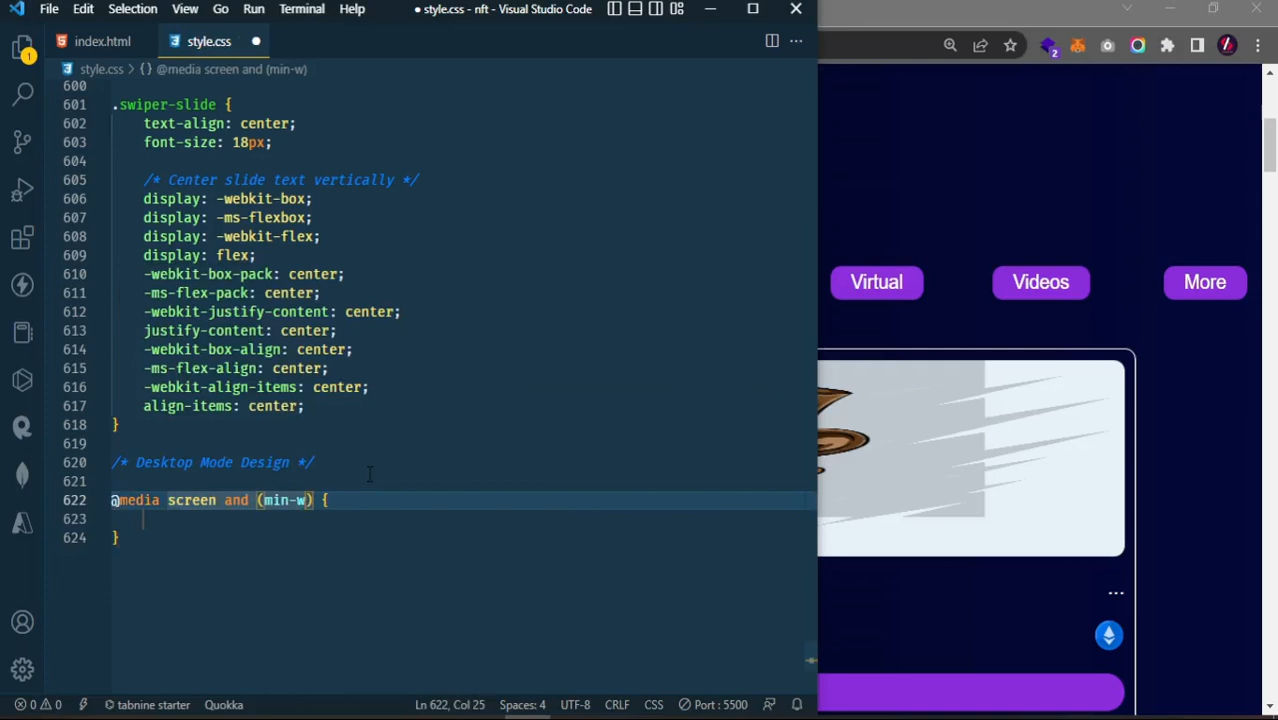 File Edit Selection View Go Run Terminal Help ● style.css - nft - Visual Studio Code
index.html style.css ●
style.css > {} @media screen and (min-w)
1
600
601 .swiper-slide {
602 text-align: center;
603 font-size: 18px;
604
605 /* Center slide text vertically */
606 display: -webkit-box;
607 display: -ms-flexbox;
608 display: -webkit-flex;
609 display: flex;
610 -webkit-box-pack: center;
611 -ms-flex-pack: center;
612 -webkit-justify-content: center;
613 justify-content: center;
614 -webkit-box-align: center;
615 -ms-flex-align: center;
616 -webkit-align-items: center;
617 align-items: center;
618 }
619
620 /* Desktop Mode Design */
621
622 @media screen and (min-w) {
623
624 }
0 0 tabnine starter Quokka Ln 622, Col 25 Spaces: 4 UTF-8 CRLF CSS Port : 5500
2
Virtual Videos More
...